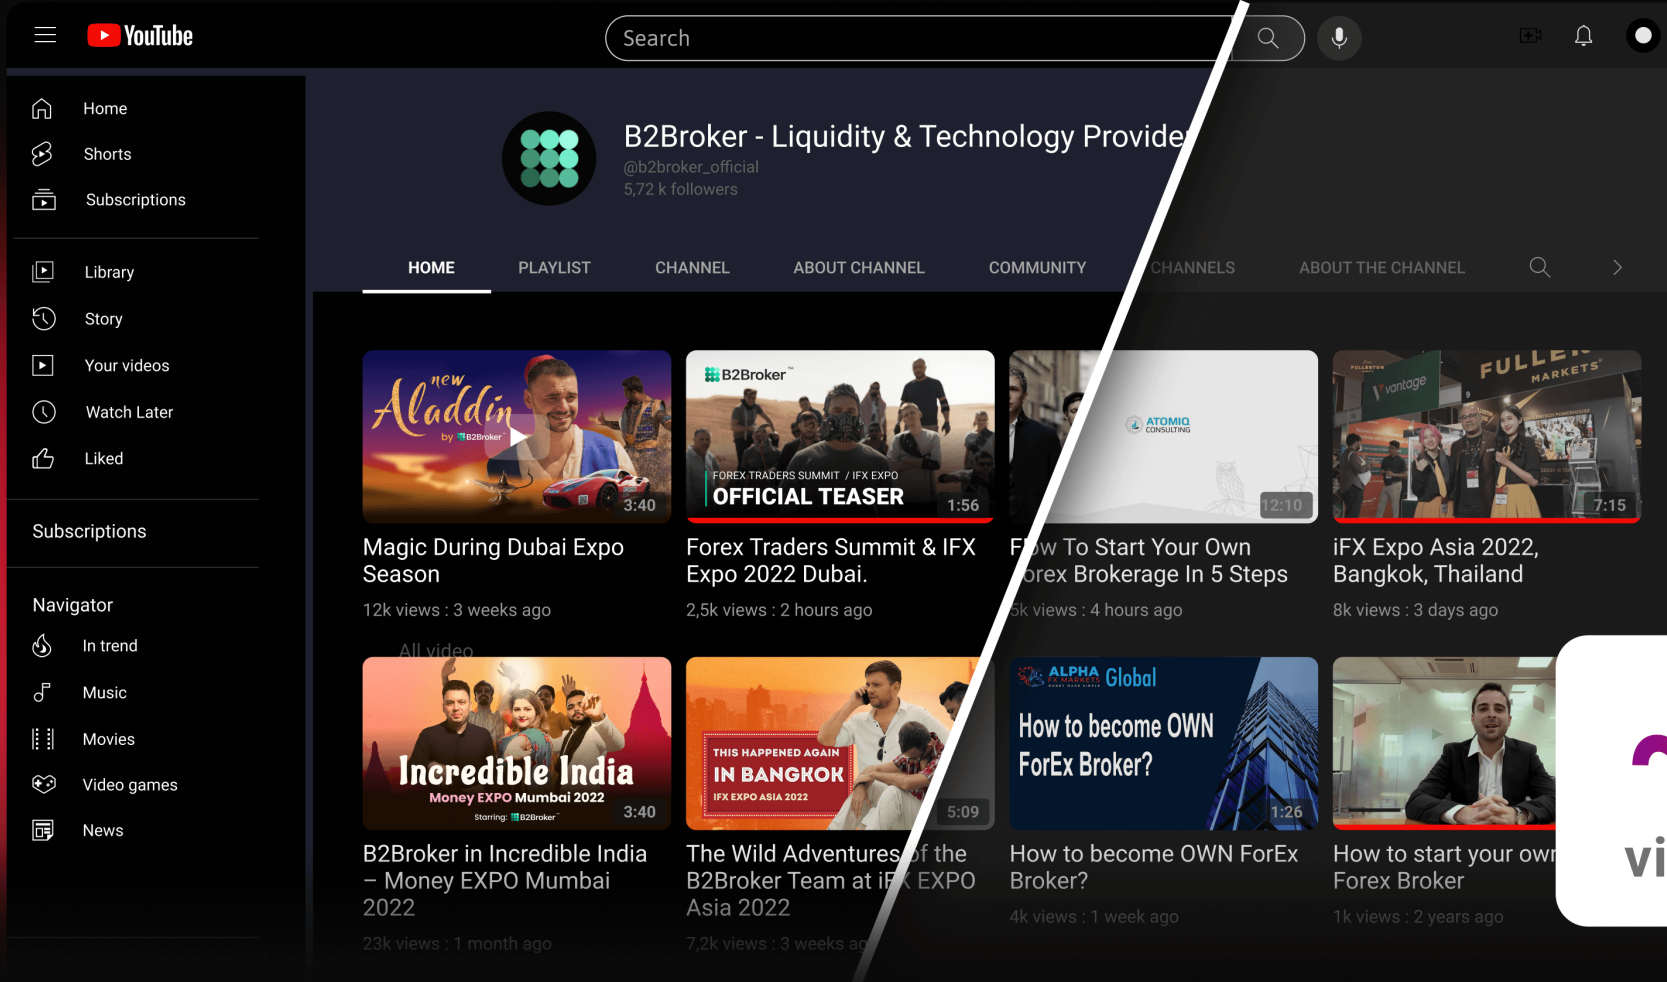 YouTube
Search
Home
Shorts
Subscriptions
Library
Story
Your videos
Watch Later
Liked
Subscriptions
Navigator
In trend
Music
Movies
Video games
News
B2Broker - Liquidity & Technology Provider
@b2broker_official
5,72 k followers
HOME PLAYLIST CHANNEL ABOUT CHANNEL COMMUNITY CHANNELS ABOUT THE CHANNEL
new
Aladdin
by B2Broker
3:40
Magic During Dubai Expo
Season
12k views : 3 weeks ago
B2Broker™
FOREX TRADERS SUMMIT / IFX EXPO
OFFICIAL TEASER
1:56
Forex Traders Summit & IFX
Expo 2022 Dubai.
2,5k views : 2 hours ago
ATOMIQ
CONSULTING
12:10
How To Start Your Own
Forex Brokerage In 5 Steps
5k views : 4 hours ago
FULLERTON
vantage
FULLER
MARKETS
7:15
iFX Expo Asia 2022,
Bangkok, Thailand
8k views : 3 days ago
All video
Incredible India
Money EXPO Mumbai 2022
Starring: B2Broker
3:40
B2Broker in Incredible India
– Money EXPO Mumbai
2022
23k views : 1 month ago
THIS HAPPENED AGAIN
IN BANGKOK
IFX EXPO ASIA 2022
5:09
The Wild Adventures of the
B2Broker Team at iFX EXPO
Asia 2022
7,2k views : 3 weeks ag
ALPHA
FX MARKETS
Global
How to become OWN
ForEx Broker?
1:26
How to become OWN ForEx
Broker?
4k views : 1 week ago
How to start your own
Forex Broker
1k views : 2 years ago
vi